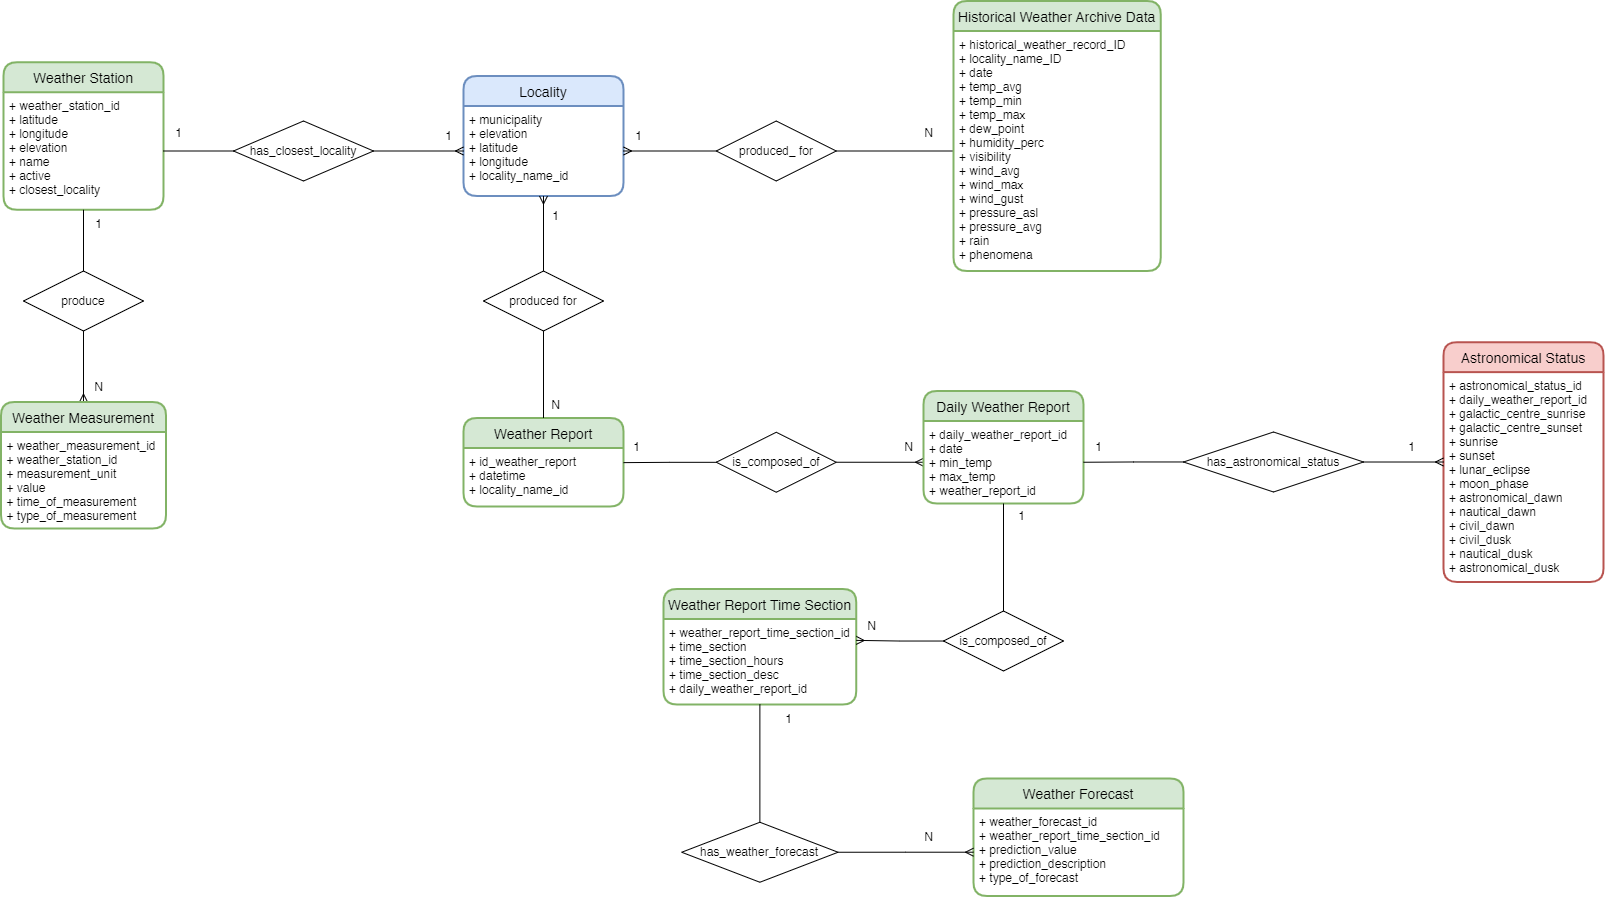 Historical Weather Archive Data
+ historical_weather_record_ID
+ locality_name_ID
+ date
+ temp_avg
+ temp_min
+ temp_max
+ dew_point
+ humidity_perc
+ visibility
+ wind_avg
+ wind_max
+ wind_gust
+ pressure_asl
+ pressure_avg
+ rain
+ phenomena
Weather Station
+ weather_station_id
+ latitude
+ longitude
+ elevation
+ name
+ active
+ closest_locality
1
has_closest_locality
1
Locality
+ municipality
+ elevation
+ latitude
+ longitude
+ locality_name_id
1
produced_ for
N
1
produce
N
1
produced for
N
Weather Measurement
+ weather_measurement_id
+ weather_station_id
+ measurement_unit
+ value
+ time_of_measurement
+ type_of_measurement
Weather Report
+ id_weather_report
+ datetime
+ locality_name_id
1
is_composed_of
N
Daily Weather Report
+ daily_weather_report_id
+ date
+ min_temp
+ max_temp
+ weather_report_id
1
has_astronomical_status
1
Astronomical Status
+ astronomical_status_id
+ daily_weather_report_id
+ galactic_centre_sunrise
+ galactic_centre_sunset
+ sunrise
+ sunset
+ lunar_eclipse
+ moon_phase
+ astronomical_dawn
+ nautical_dawn
+ civil_dawn
+ civil_dusk
+ nautical_dusk
+ astronomical_dusk
1
is_composed_of
N
Weather Report Time Section
+ weather_report_time_section_id
+ time_section
+ time_section_hours
+ time_section_desc
+ daily_weather_report_id
1
has_weather_forecast
N
Weather Forecast
+ weather_forecast_id
+ weather_report_time_section_id
+ prediction_value
+ prediction_description
+ type_of_forecast